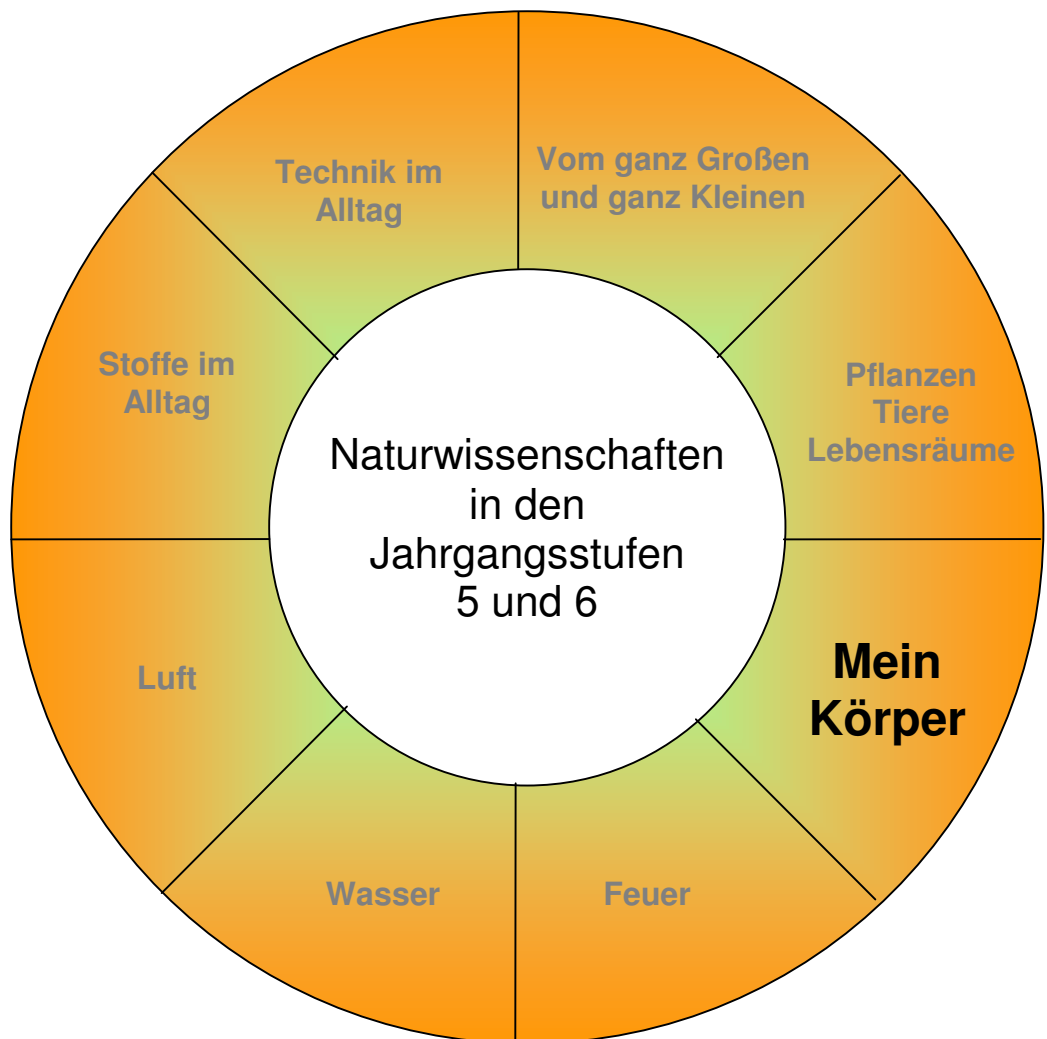 Technik im
Alltag
Vom ganz Großen
und ganz Kleinen
Stoffe im
Alltag
Pflanzen
Tiere
Lebensräume
Naturwissenschaften
in den
Jahrgangsstufen
5 und 6
Luft
Mein
Körper
Wasser
Feuer